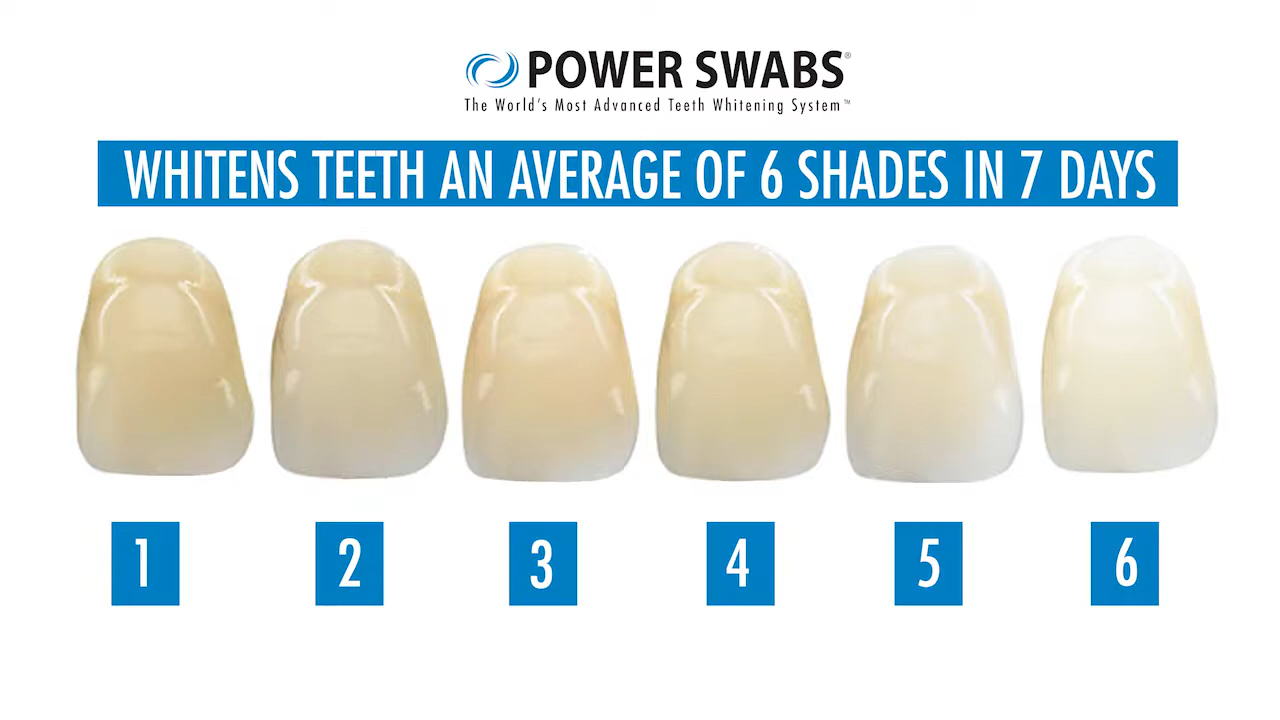 POWER SWABS®
The World's Most Advanced Teeth Whitening System™
WHITENS TEETH AN AVERAGE OF 6 SHADES IN 7 DAYS
1 2 3 4 5 6